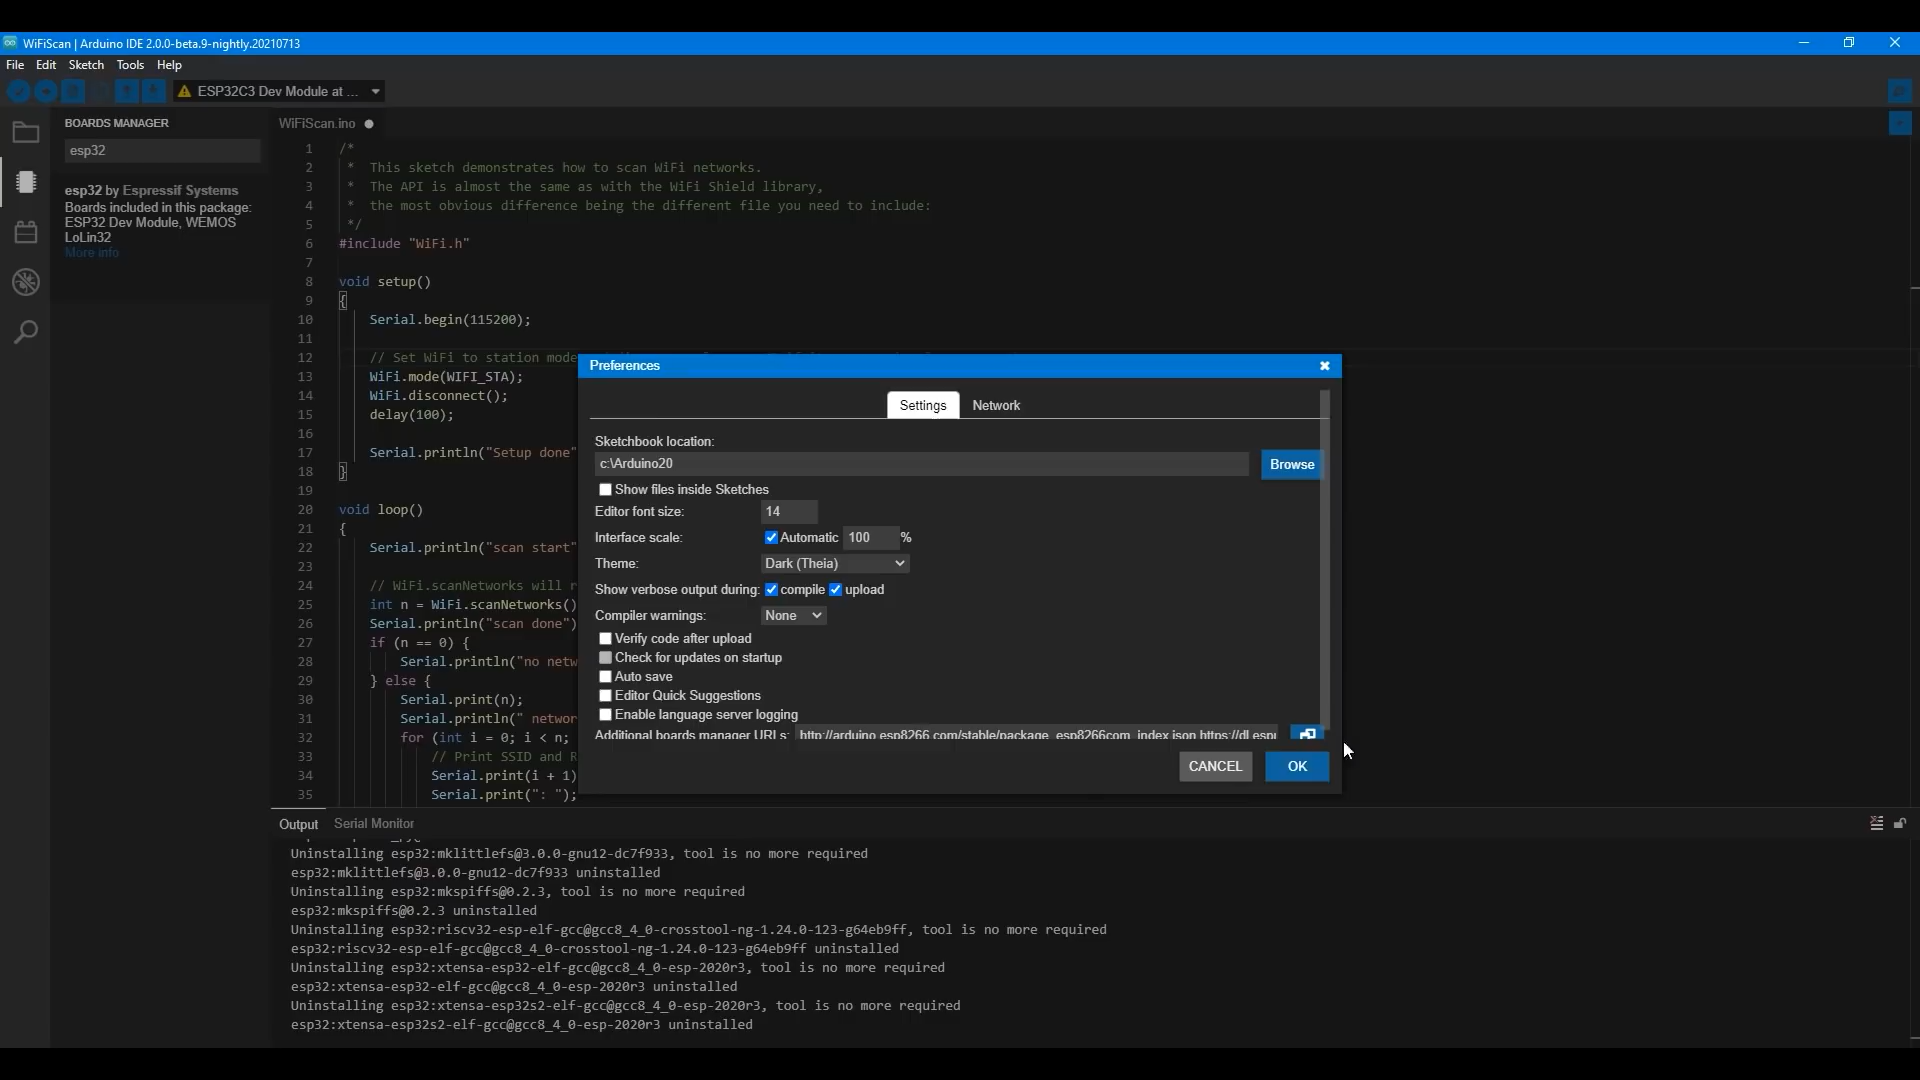 WiFiScan | Arduino IDE 2.0.0-beta.9-nightly.20210713
File Edit Sketch Tools Help
ESP32C3 Dev Module at ...
BOARDS MANAGER
esp32
esp32 by Espressif Systems
Boards included in this package:
ESP32 Dev Module, WEMOS
LoLin32
More info
WiFiScan.ino
1 /*
2 * This sketch demonstrates how to scan WiFi networks.
3 * The API is almost the same as with the WiFi Shield library,
4 * the most obvious difference being the different file you need to include:
5 */
6 #include "WiFi.h"
7
8 void setup()
9 {
10 Serial.begin(115200);
11
12 // Set WiFi to station mode
13 WiFi.mode(WIFI_STA);
14 WiFi.disconnect();
15 delay(100);
16
17 Serial.println("Setup done"
18 }
19
20 void loop()
21 {
22 Serial.println("scan start"
23
24 // WiFi.scanNetworks will r
25 int n = WiFi.scanNetworks()
26 Serial.println("scan done")
27 if (n == 0) {
28 Serial.println("no netw
29 } else {
30 Serial.print(n);
31 Serial.println(" networ
32 for (int i = 0; i < n;
33 // Print SSID and R
34 Serial.print(i + 1)
35 Serial.print(": ");
Preferences
Settings Network
Sketchbook location:
c:\Arduino20
Browse
Show files inside Sketches
Editor font size: 14
Interface scale: Automatic 100 %
Theme: Dark (Theia)
Show verbose output during: compile upload
Compiler warnings: None
Verify code after upload
Check for updates on startup
Auto save
Editor Quick Suggestions
Enable language server logging
Additional boards manager URLs: http://arduino.esp8266.com/stable/package_esp8266com_index.json,https://dl.espr
CANCEL OK
Output Serial Monitor
Uninstalling esp32:mklittlefs@3.0.0-gnu12-dc7f933, tool is no more required
esp32:mklittlefs@3.0.0-gnu12-dc7f933 uninstalled
Uninstalling esp32:mkspiffs@0.2.3, tool is no more required
esp32:mkspiffs@0.2.3 uninstalled
Uninstalling esp32:riscv32-esp-elf-gcc@gcc8_4_0-crosstool-ng-1.24.0-123-g64eb9ff, tool is no more required
esp32:riscv32-esp-elf-gcc@gcc8_4_0-crosstool-ng-1.24.0-123-g64eb9ff uninstalled
Uninstalling esp32:xtensa-esp32-elf-gcc@gcc8_4_0-esp-2020r3, tool is no more required
esp32:xtensa-esp32-elf-gcc@gcc8_4_0-esp-2020r3 uninstalled
Uninstalling esp32:xtensa-esp32s2-elf-gcc@gcc8_4_0-esp-2020r3, tool is no more required
esp32:xtensa-esp32s2-elf-gcc@gcc8_4_0-esp-2020r3 uninstalled